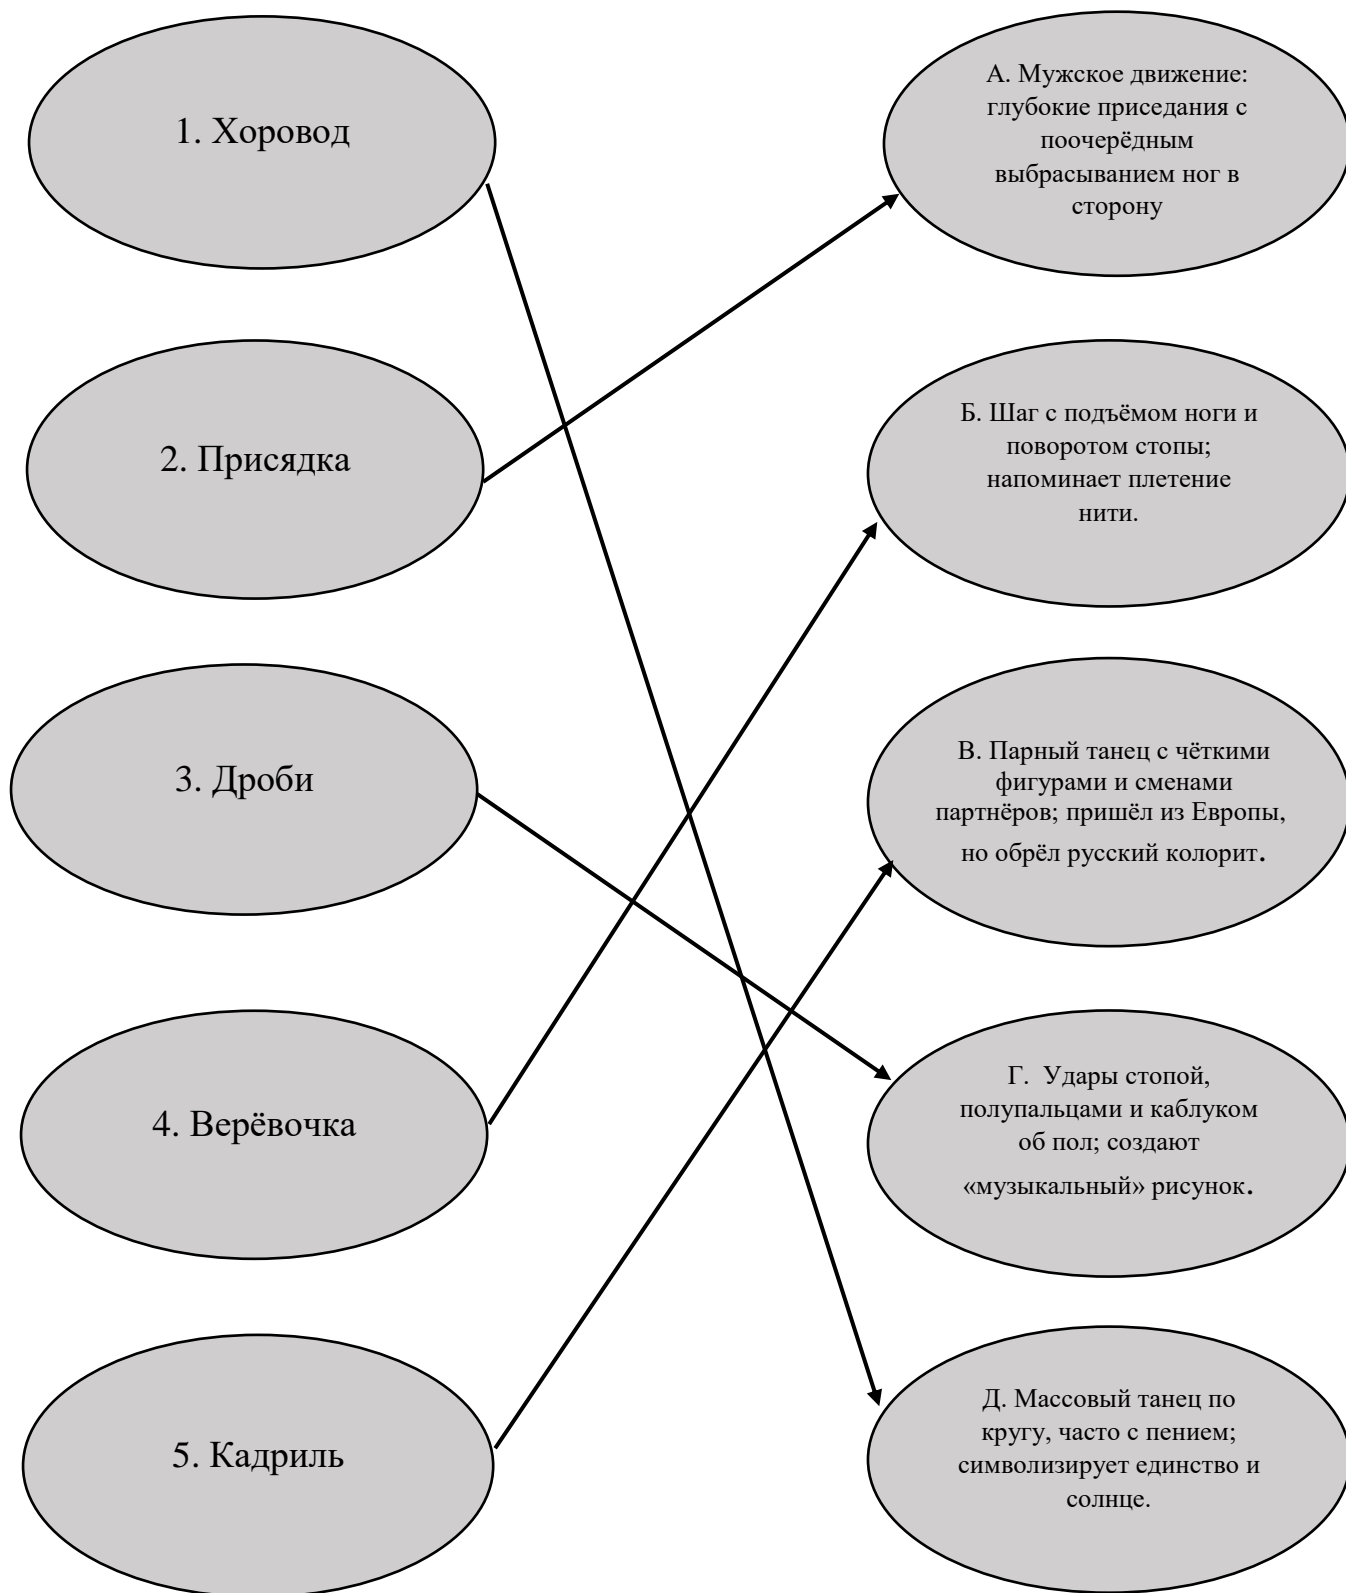 1. Хоровод
2. Присядка
3. Дроби
4. Верёвочка
5. Кадриль
А. Мужское движение:
глубокие приседания с
поочерёдным
выбрасыванием ног в
сторону
Б. Шаг с подъёмом ноги и
поворотом стопы;
напоминает плетение
нити.
В. Парный танец с чёткими
фигурами и сменами
партнёров; пришёл из Европы,
но обрёл русский колорит.
Г. Удары стопой,
полупальцами и каблуком
об пол; создают
«музыкальный» рисунок.
Д. Массовый танец по
кругу, часто с пением;
символизирует единство и
солнце.